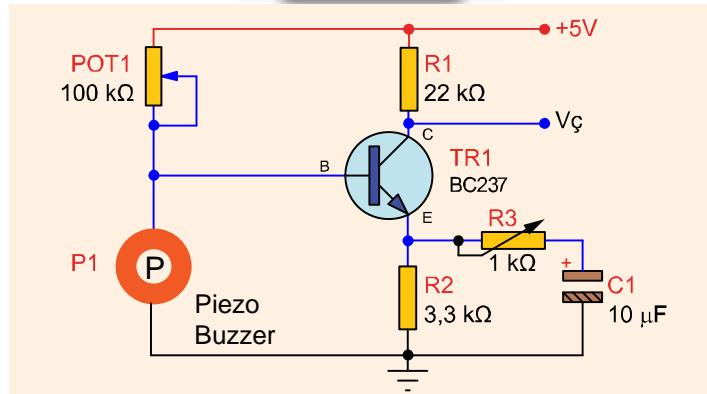 +5V
POT1
100 kΩ
R1
22 kΩ
Vç
C
B
TR1
BC237
E
R3
1 kΩ
P1
P
Piezo
Buzzer
R2
3,3 kΩ
+
C1
10 µF